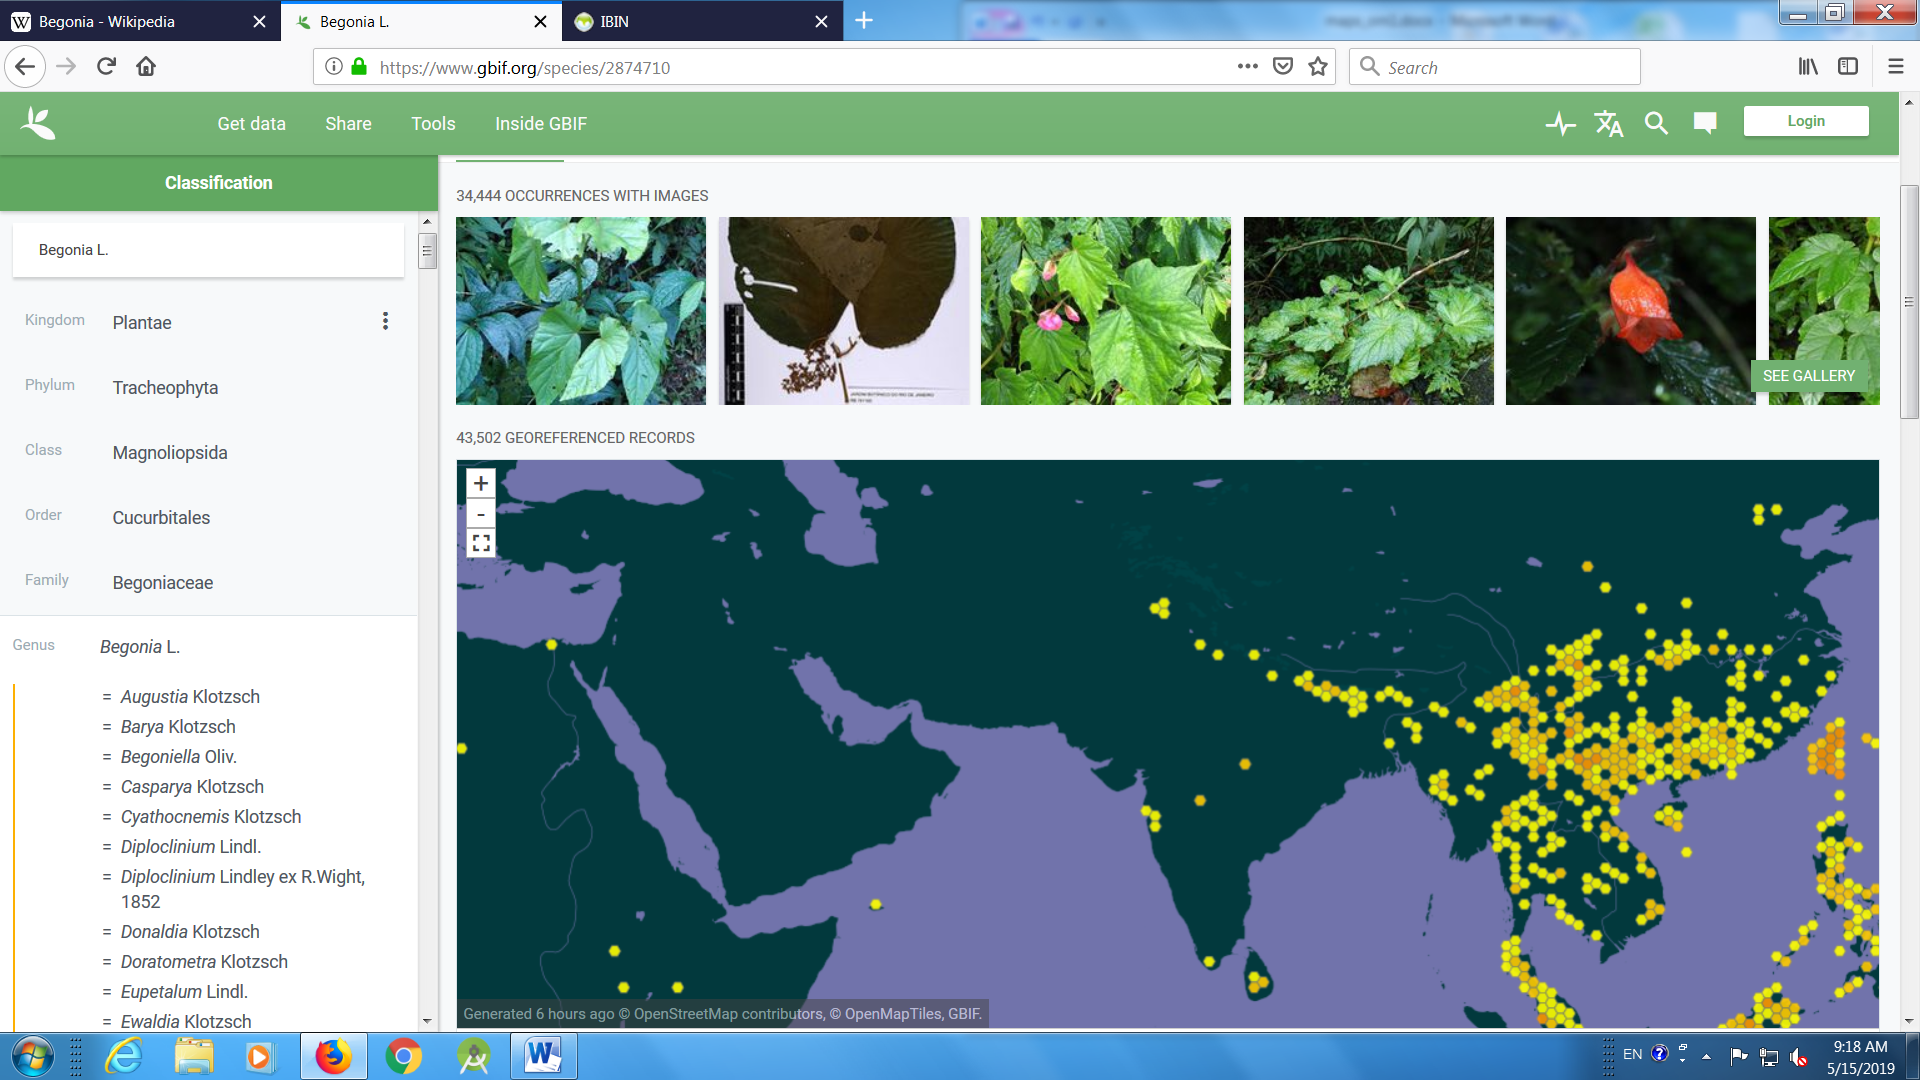 Begonia - Wikipedia
Begonia L.
IBIN
https://www.gbif.org/species/2874710
Search
Get data
Share
Tools
Inside GBIF
Login
Classification
Begonia L.
Kingdom Plantae
Phylum Tracheophyta
Class Magnoliopsida
Order Cucurbitales
Family Begoniaceae
Genus Begonia L.
= Augustia Klotzsch
= Barya Klotzsch
= Begoniella Oliv.
= Casparya Klotzsch
= Cyathocnemis Klotzsch
= Diploclinium Lindl.
= Diploclinium Lindley ex R.Wight,
1852
= Donaldia Klotzsch
= Doratometra Klotzsch
= Eupetalum Lindl.
= Ewaldia Klotzsch
34,444 OCCURRENCES WITH IMAGES
SEE GALLERY
43,502 GEOREFERENCED RECORDS
+
-
Generated 6 hours ago © OpenStreetMap contributors, © OpenMapTiles, GBIF.
EN
9:18 AM
5/15/2019